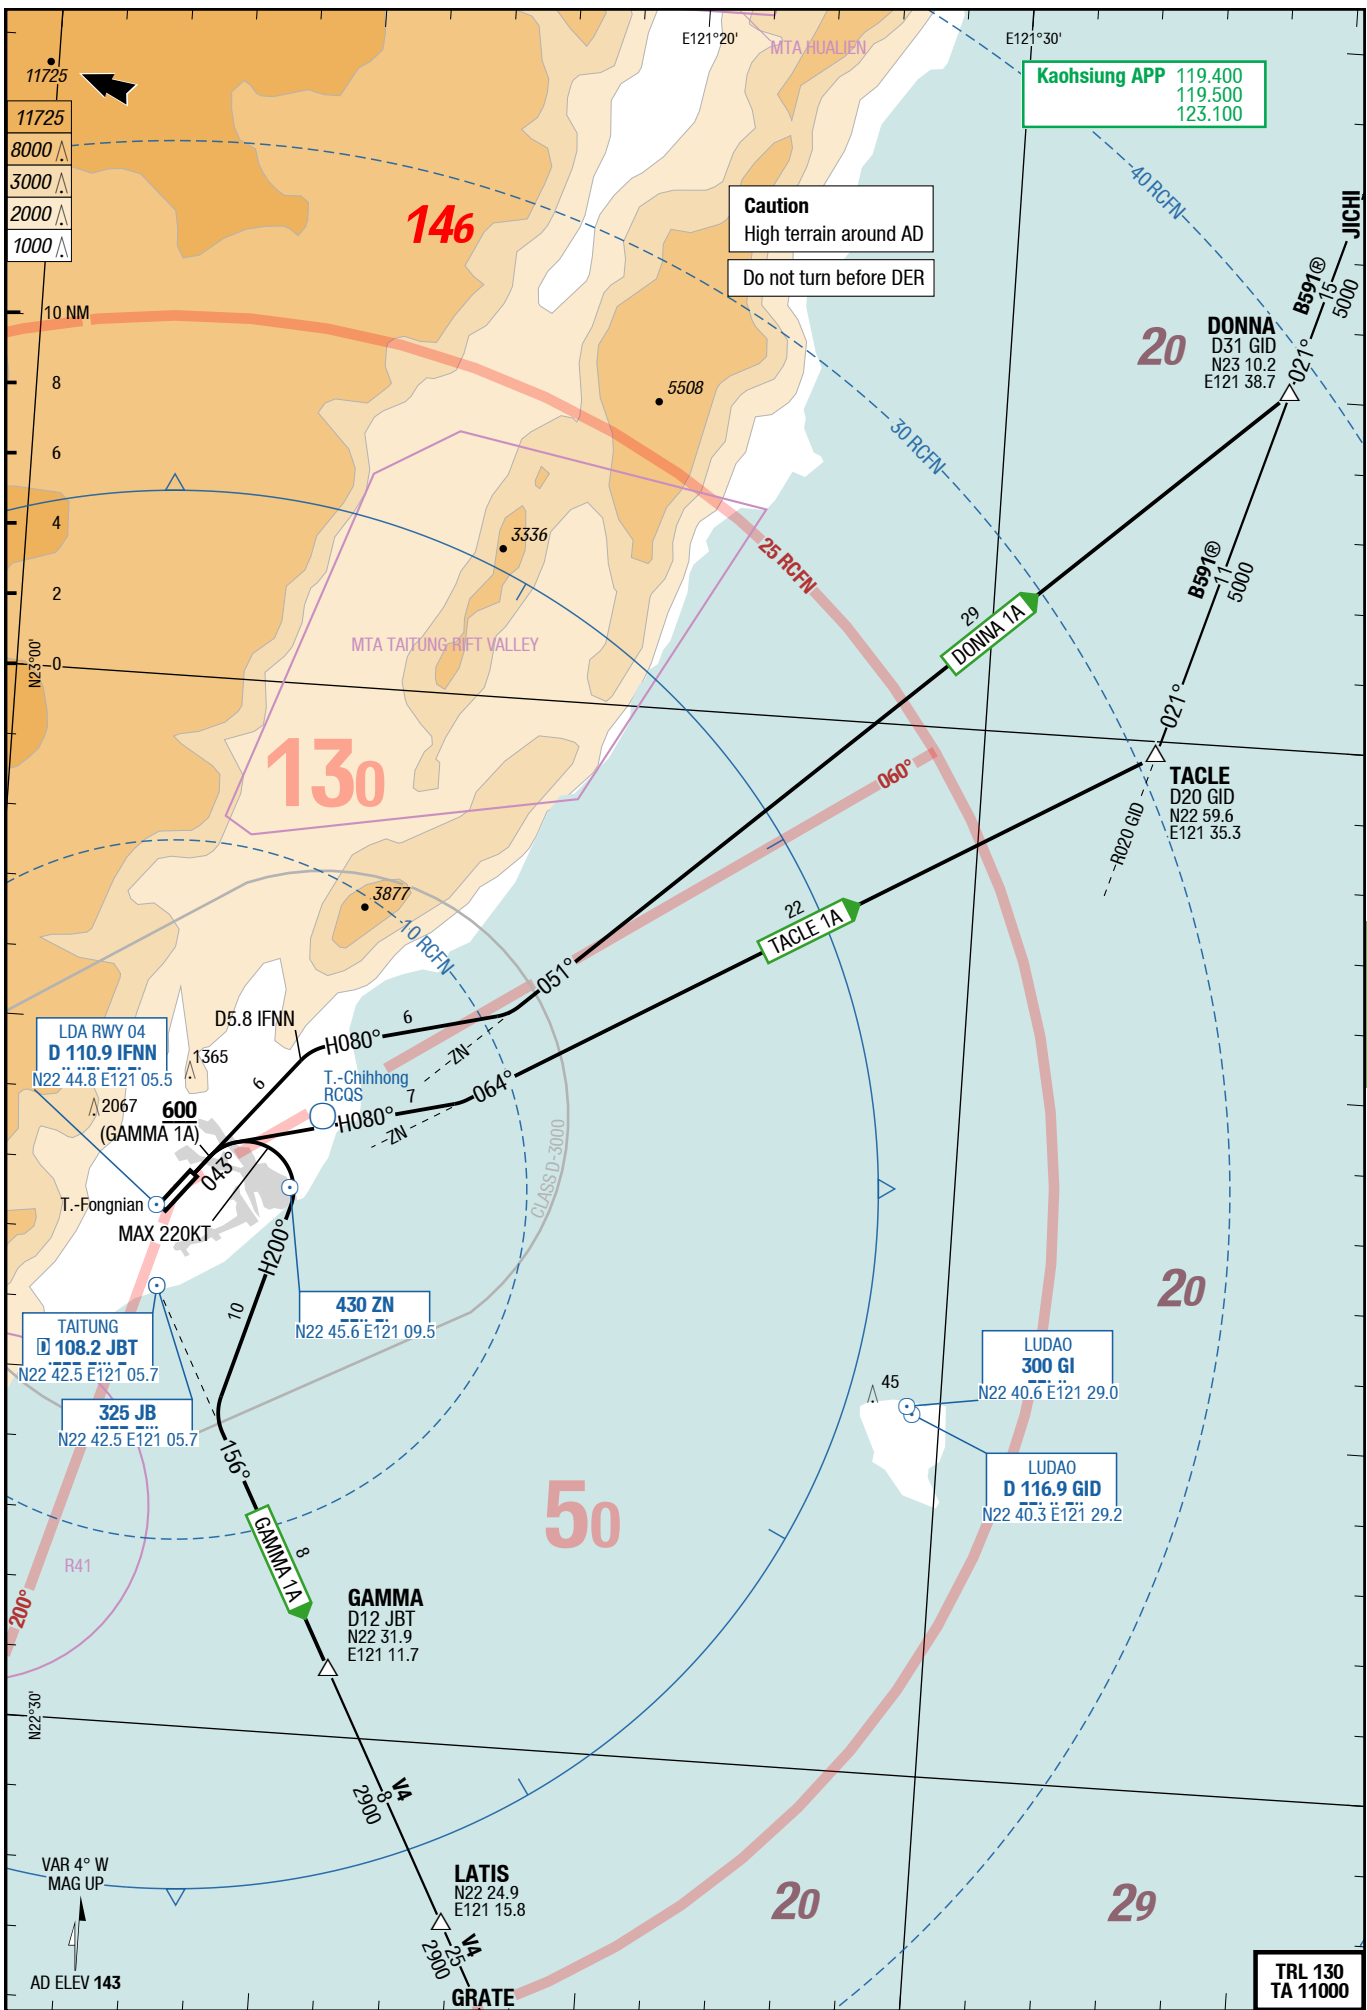 E121°20'
E121°30'
MTA HUALIEN
Kaohsiung APP 119.400
119.500
123.100
11725
11725
8000
3000
2000
1000
146
Caution
High terrain around AD
Do not turn before DER
40 RCFN
JICHI
B591®
15
5000
021°
20
DONNA
D31 GID
N23 10.2
E121 38.7
10 NM
8
6
4
2
0
N23°00'
5508
30 RCFN
3336
25 RCFN
B591®
11
5000
MTA TAITUNG RIFT VALLEY
29
DONNA 1A
021°
130
060°
TACLE
D20 GID
N22 59.6
E121 35.3
R020 GID
3877
22
TACLE 1A
10 RCFN
051°
D5.8 IFNN
6
H080°
LDA RWY 04
D 110.9 IFNN
N22 44.8 E121 05.5
1365
6
ZN
T.-Chihhong
RCQS
064°
7
H080°
ZN
2067
600
(GAMMA 1A)
043°
CLASS D-3000
T.-Fongnian
MAX 220KT
H200°
10
430 ZN
N22 45.6 E121 09.5
20
TAITUNG
D 108.2 JBT
N22 42.5 E121 05.7
325 JB
N22 42.5 E121 05.7
LUDAO
300 GI
N22 40.6 E121 29.0
45
156°
LUDAO
D 116.9 GID
N22 40.3 E121 29.2
50
GAMMA 1A
8
R41
200°
GAMMA
D12 JBT
N22 31.9
E121 11.7
N22°30'
V4
8
2900
VAR 4° W
MAG UP
LATIS
N22 24.9
E121 15.8
20
29
V4
25
2900
AD ELEV 143
GRATE
TRL 130
TA 11000